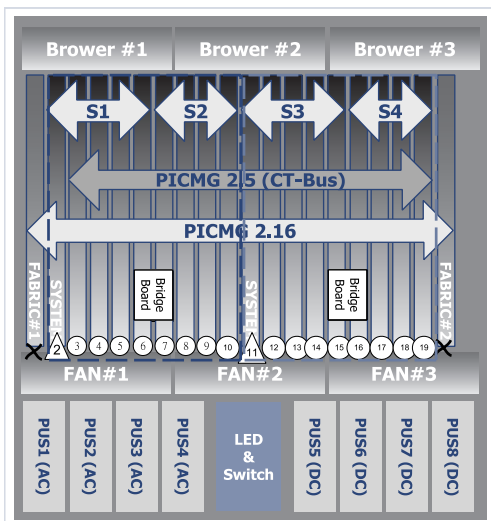 Brower #1
Brower #2
Brower #3
S1
S2
S3
S4
PICMG 2.5 (CT-Bus)
PICMG 2.16
FABRIC#1
SYSTE
Bridge
Board
SYSTE
Bridge
Board
FABRIC#2
2
3
4
5
6
7
8
9
10
11
12
13
14
15
16
17
18
19
FAN#1
FAN#2
FAN#3
PUS1 (AC)
PUS2 (AC)
PUS3 (AC)
PUS4 (AC)
LED
&
Switch
PUS5 (DC)
PUS6 (DC)
PUS7 (DC)
PUS8 (DC)